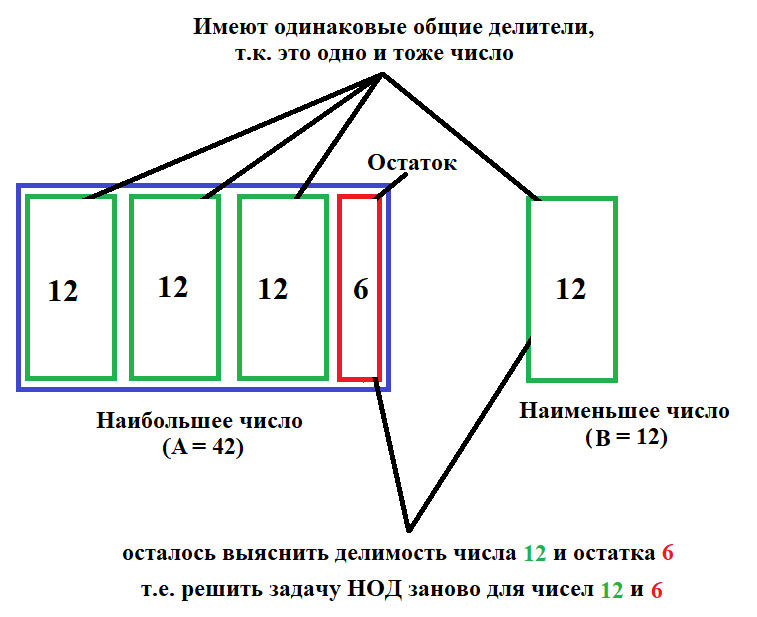 Имеют одинаковые общие делители,
т.к. это одно и тоже число
Остаток
12
12
12
6
12
Наибольшее число
(A = 42)
Наименьшее число
(B = 12)
осталось выяснить делимость числа 12 и остатка 6
т.е. решить задачу НОД заново для чисел 12 и 6